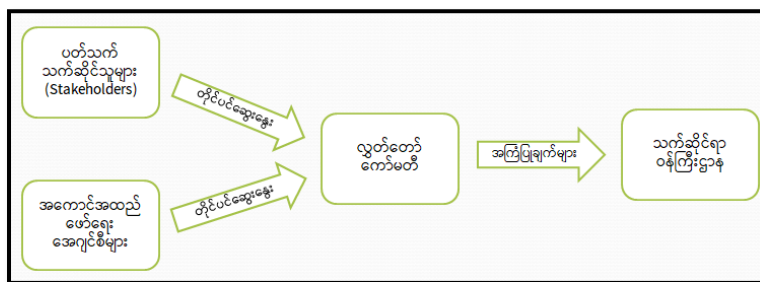 ပတ်သက်
သက်ဆိုင်သူများ
(Stakeholders)
တိုင်ပင်ဆွေးနွေး
လွှတ်တော်
ကော်မတီ
အကြံပြုချက်များ
သက်ဆိုင်ရာ
ဝန်ကြီးဌာန
အကောင်အထည်
ဖော်ရေး
အေဂျင်စီများ
တိုင်ပင်ဆွေးနွေး